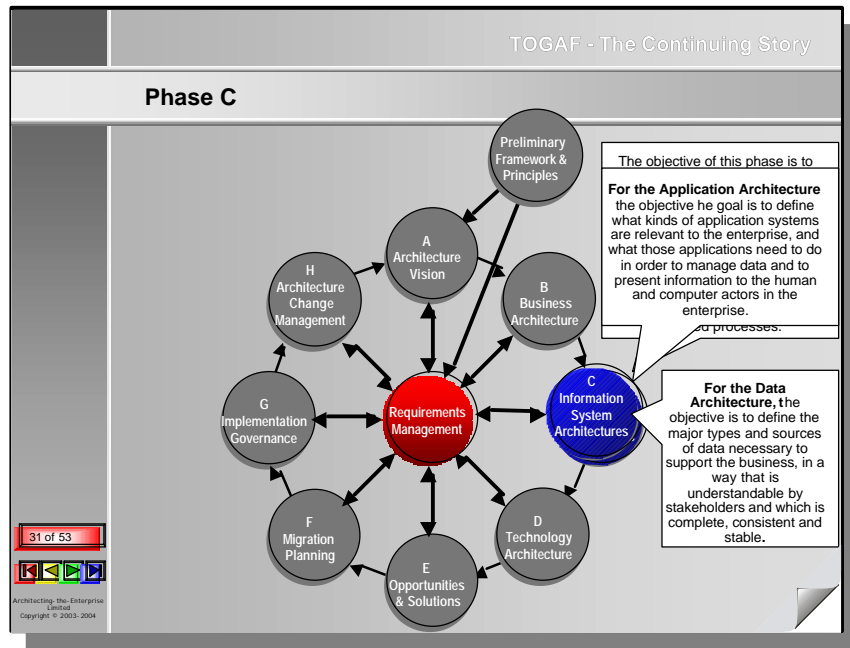 TOGAF - The Continuing Story
Phase C
Preliminary
Framework &
Principles
The objective of this phase is to
For the Application Architecture
the objective he goal is to define
what kinds of application systems
are relevant to the enterprise, and
what those applications need to do
in order to manage data and to
present information to the human
and computer actors in the
enterprise.
processes.
A
Architecture
Vision
H
Architecture
Change
Management
B
Business
Architecture
C
Information
System
Architectures
G
Implementation
Governance
Requirements
Management
For the Data
Architecture, the
objective is to define the
major types and sources
of data necessary to
support the business, in a
way that is
understandable by
stakeholders and which is
complete, consistent and
stable.
F
Migration
Planning
D
Technology
Architecture
E
Opportunities
& Solutions
31 of 53
Architecting-the-Enterprise
Limited
Copyright © 2003-2004